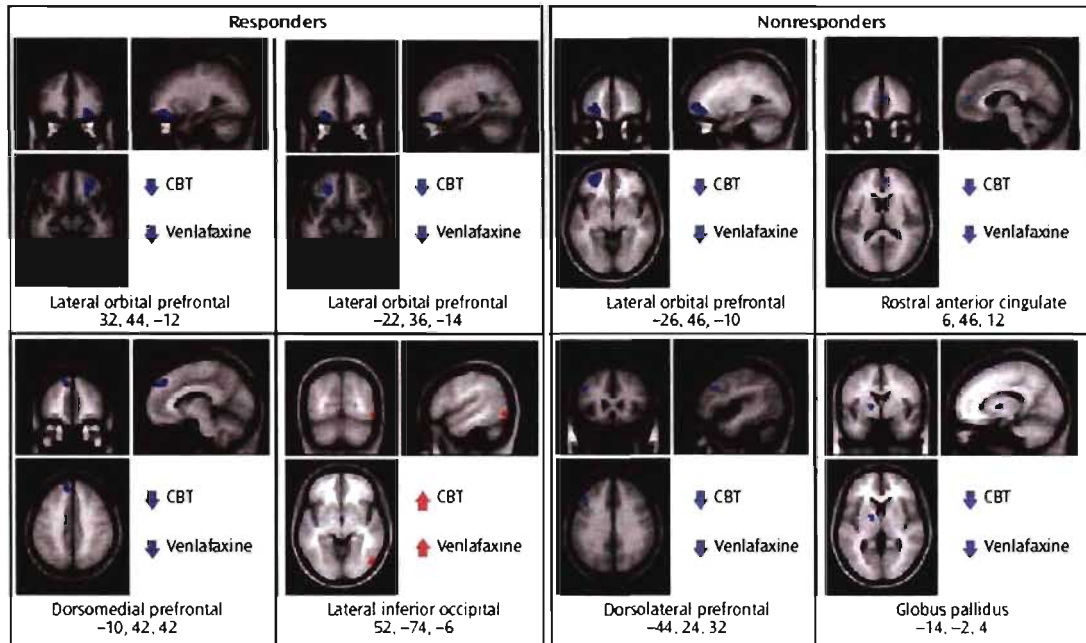 Responders
CBT
Venlafaxine
Lateral orbital prefrontal
32, 44, −12
CBT
Venlafaxine
Lateral orbital prefrontal
−22, 36, −14
Dorsomedial prefrontal
CBT
Venlafaxine
−10, 42, 42
CBT
Venlafaxine
Lateral inferior occipital
52, −74, −6
Nonresponders
CBT
Venlafaxine
Lateral orbital prefrontal
−26, 46, −10
CBT
Venlafaxine
Rostral anterior cingulate
6, 46, 12
CBT
Venlafaxine
Dorsolateral prefrontal
−44, 24, 32
CBT
Venlafaxine
Globus pallidus
−14, −2, 4